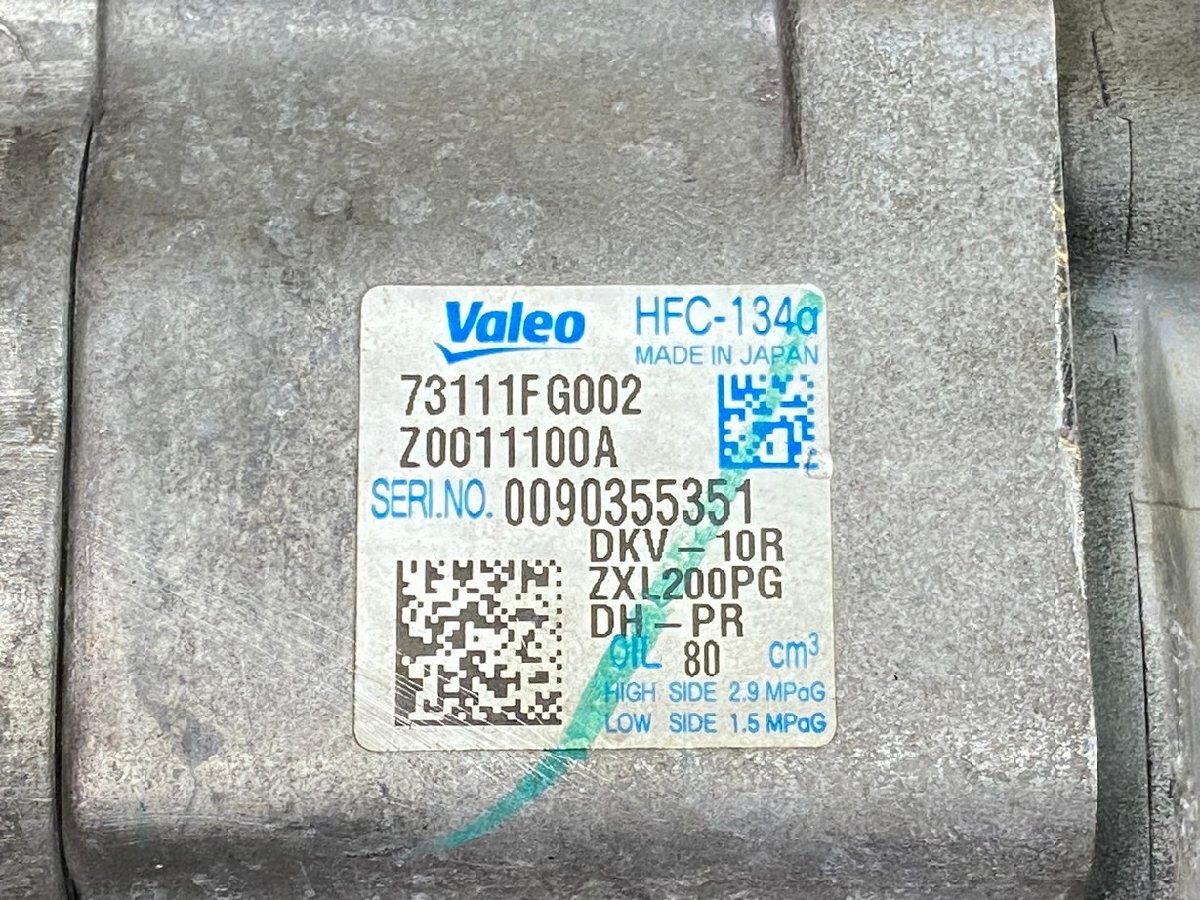 Valeo HFC-134a
MADE IN JAPAN
73111FG002
Z0011100A
SERI.NO. 0090355351
DKV-10R
ZXL200PG
DH-PR
OIL 80 cm³
HIGH SIDE 2.9 MPaG
LOW SIDE 1.5 MPaG